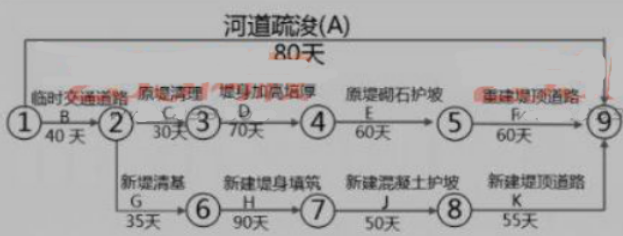 河道疏浚(A)
80天
临时交通道路 原堤清理 堤身加高培厚 原堤砌石护坡 重建堤顶道路
① B ② C ③ D ④ E ⑤ F ⑨
40天 30天 70天 60天 60天
新堤清基 新建堤身填筑 新建混凝土护坡 新建堤顶道路
G ⑥ H ⑦ J ⑧ K
35天 90天 50天 55天